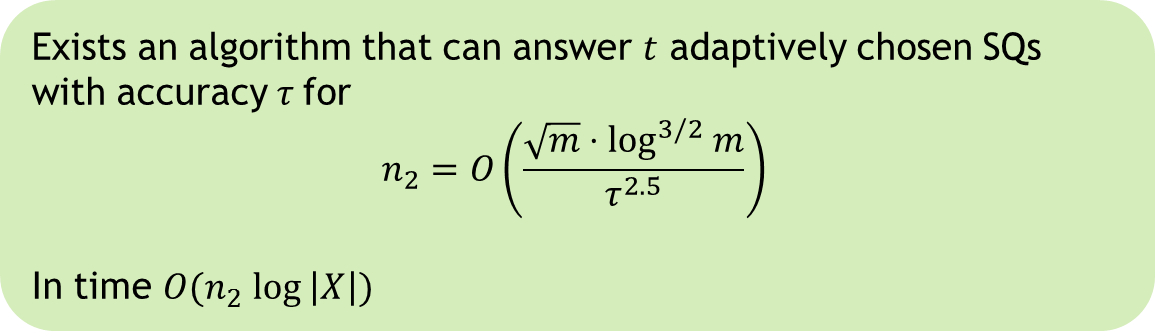 Exists an algorithm that can answer t adaptively chosen SQs
with accuracy τ for
n₂ = O(√m · log^{3/2} m / τ^{2.5})
In time O(n₂ log |X|)